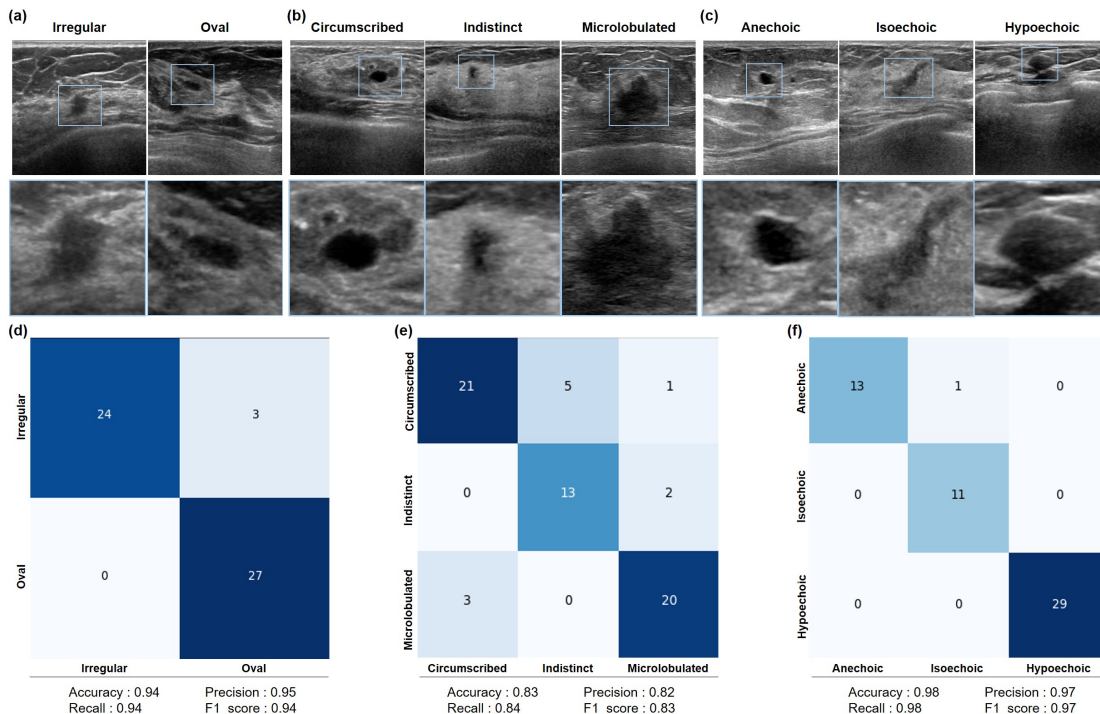 (a) (b) (c)
Irregular Oval Circumscribed Indistinct Microlobulated Anechoic Isoechoic Hypoechoic
(d) (e) (f)
Irregular
24 3
Oval
0 27
Irregular Oval
Accuracy : 0.94 Precision : 0.95
Recall : 0.94 F1 score : 0.94
Circumscribed
21 5 1
Indistinct
0 13 2
Microlobulated
3 0 20
Circumscribed Indistinct Microlobulated
Accuracy : 0.83 Precision : 0.82
Recall : 0.84 F1 score : 0.83
Anechoic
13 1 0
Isoechoic
0 11 0
Hypoechoic
0 0 29
Anechoic Isoechoic Hypoechoic
Accuracy : 0.98 Precision : 0.97
Recall : 0.98 F1 score : 0.97